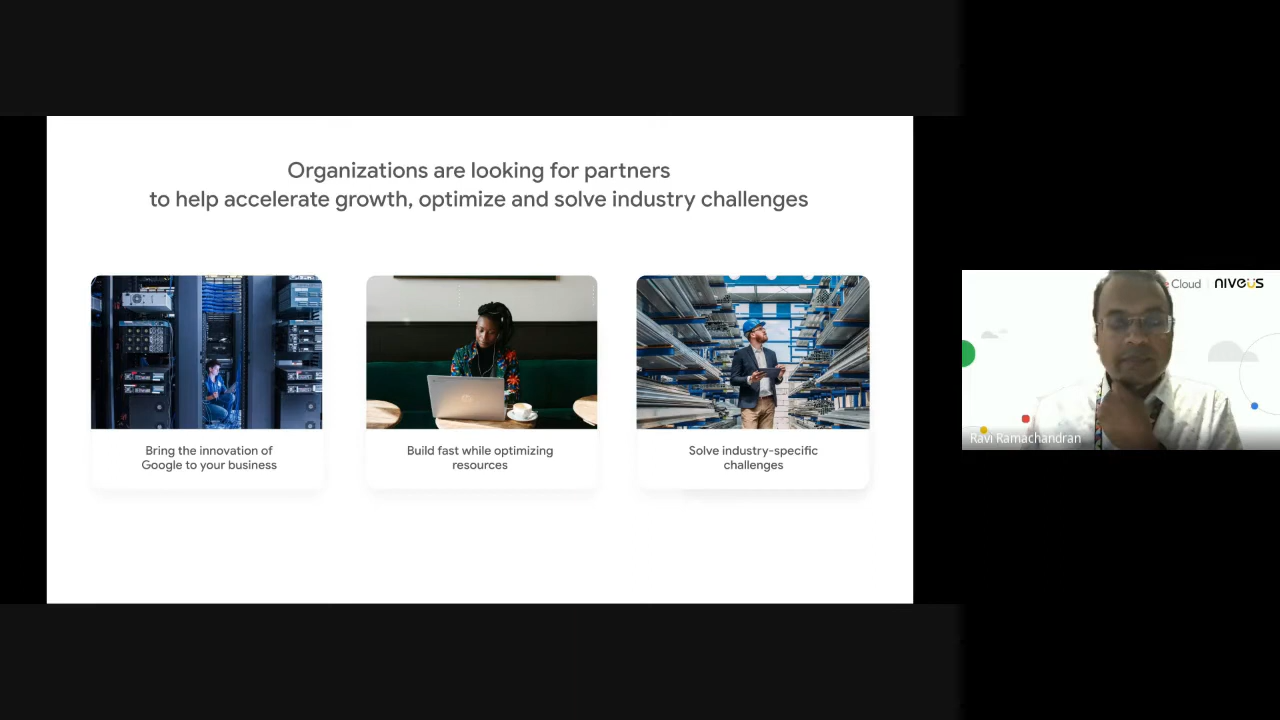 Organizations are looking for partners
to help accelerate growth, optimize and solve industry challenges
Bring the innovation of
Google to your business
Build fast while optimizing
resources
Solve industry-specific
challenges
Cloud
niveus
Ravi Ramachandran